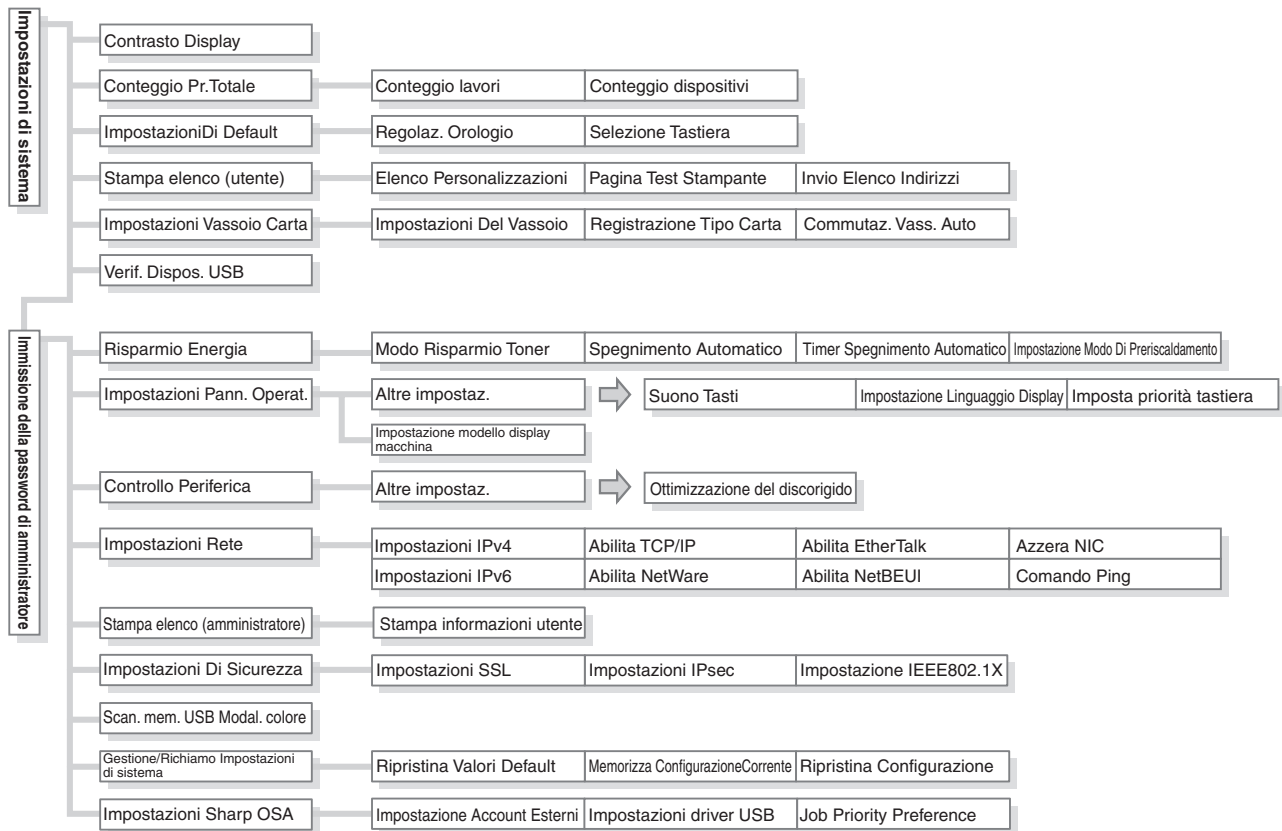 Impostazioni di sistema
Contrasto Display
Conteggio Pr.Totale
Conteggio lavori
Conteggio dispositivi
ImpostazioniDi Default
Regolaz. Orologio
Selezione Tastiera
Stampa elenco (utente)
Elenco Personalizzazioni
Pagina Test Stampante
Invio Elenco Indirizzi
Impostazioni Vassoio Carta
Impostazioni Del Vassoio
Registrazione Tipo Carta
Commutaz. Vass. Auto
Verif. Dispos. USB
Immissione della password di amministratore
Risparmio Energia
Modo Risparmio Toner
Spegnimento Automatico
Timer Spegnimento Automatico
Impostazione Modo Di Preriscaldamento
Impostazioni Pann. Operat.
Altre impostaz.
Suono Tasti
Impostazione Linguaggio Display
Imposta priorità tastiera
Impostazione modello display
macchina
Controllo Periferica
Altre impostaz.
Ottimizzazione del discorigido
Impostazioni Rete
Impostazioni IPv4
Abilita TCP/IP
Abilita EtherTalk
Azzera NIC
Impostazioni IPv6
Abilita NetWare
Abilita NetBEUI
Comando Ping
Stampa elenco (amministratore)
Stampa informazioni utente
Impostazioni Di Sicurezza
Impostazioni SSL
Impostazioni IPsec
Impostazione IEEE802.1X
Scan. mem. USB Modal. colore
Gestione/Richiamo Impostazioni
di sistema
Ripristina Valori Default
Memorizza ConfigurazioneCorrente
Ripristina Configurazione
Impostazioni Sharp OSA
Impostazione Account Esterni
Impostazioni driver USB
Job Priority Preference